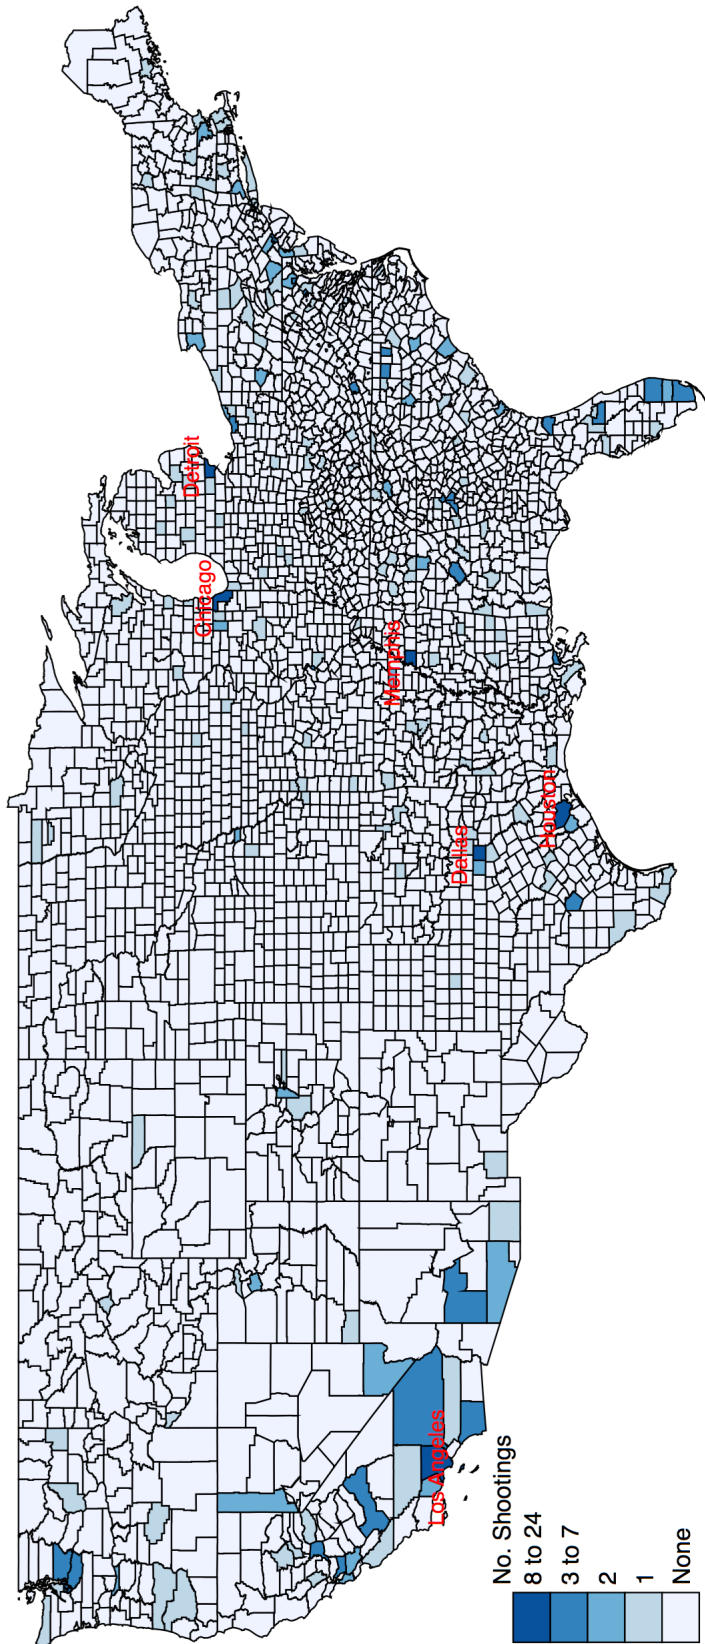 Detroit
Chicago
Memphis
Dallas
Houston
Los Angeles
No. Shootings
8 to 24
3 to 7
2
1
None